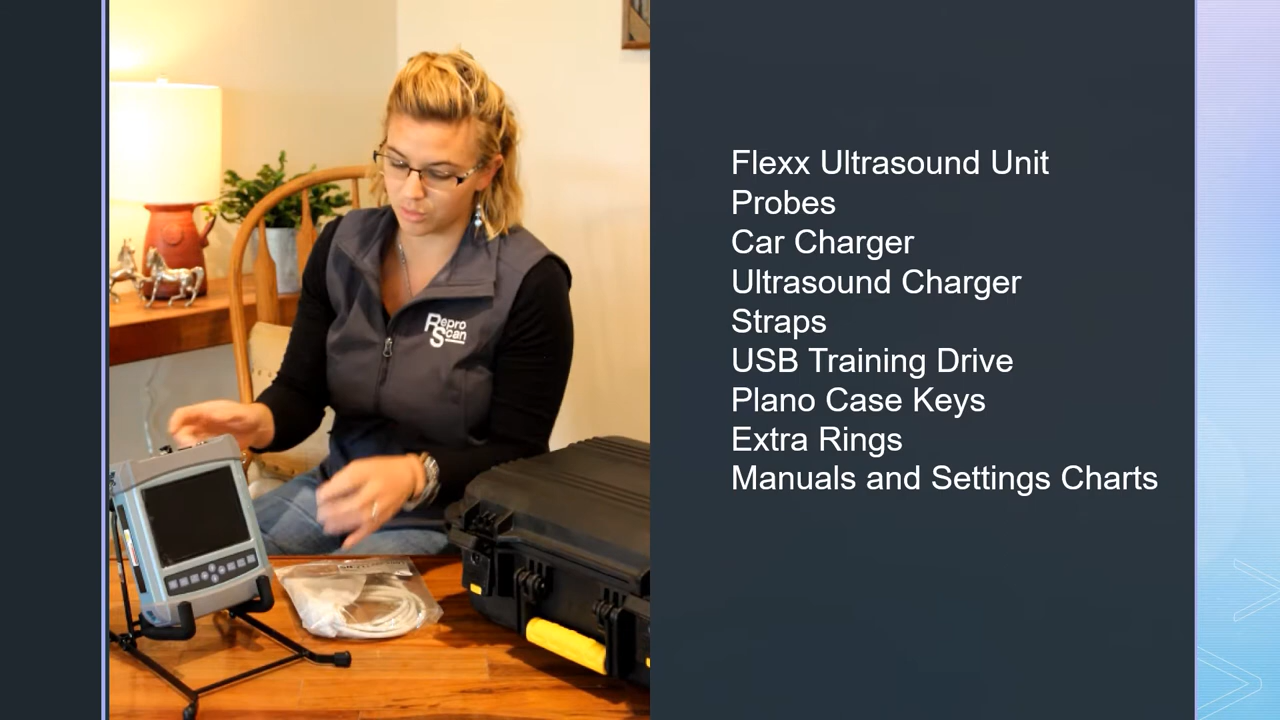 Flexx Ultrasound Unit
Probes
Car Charger
Ultrasound Charger
Straps
USB Training Drive
Plano Case Keys
Extra Rings
Manuals and Settings Charts
Repro
Scan